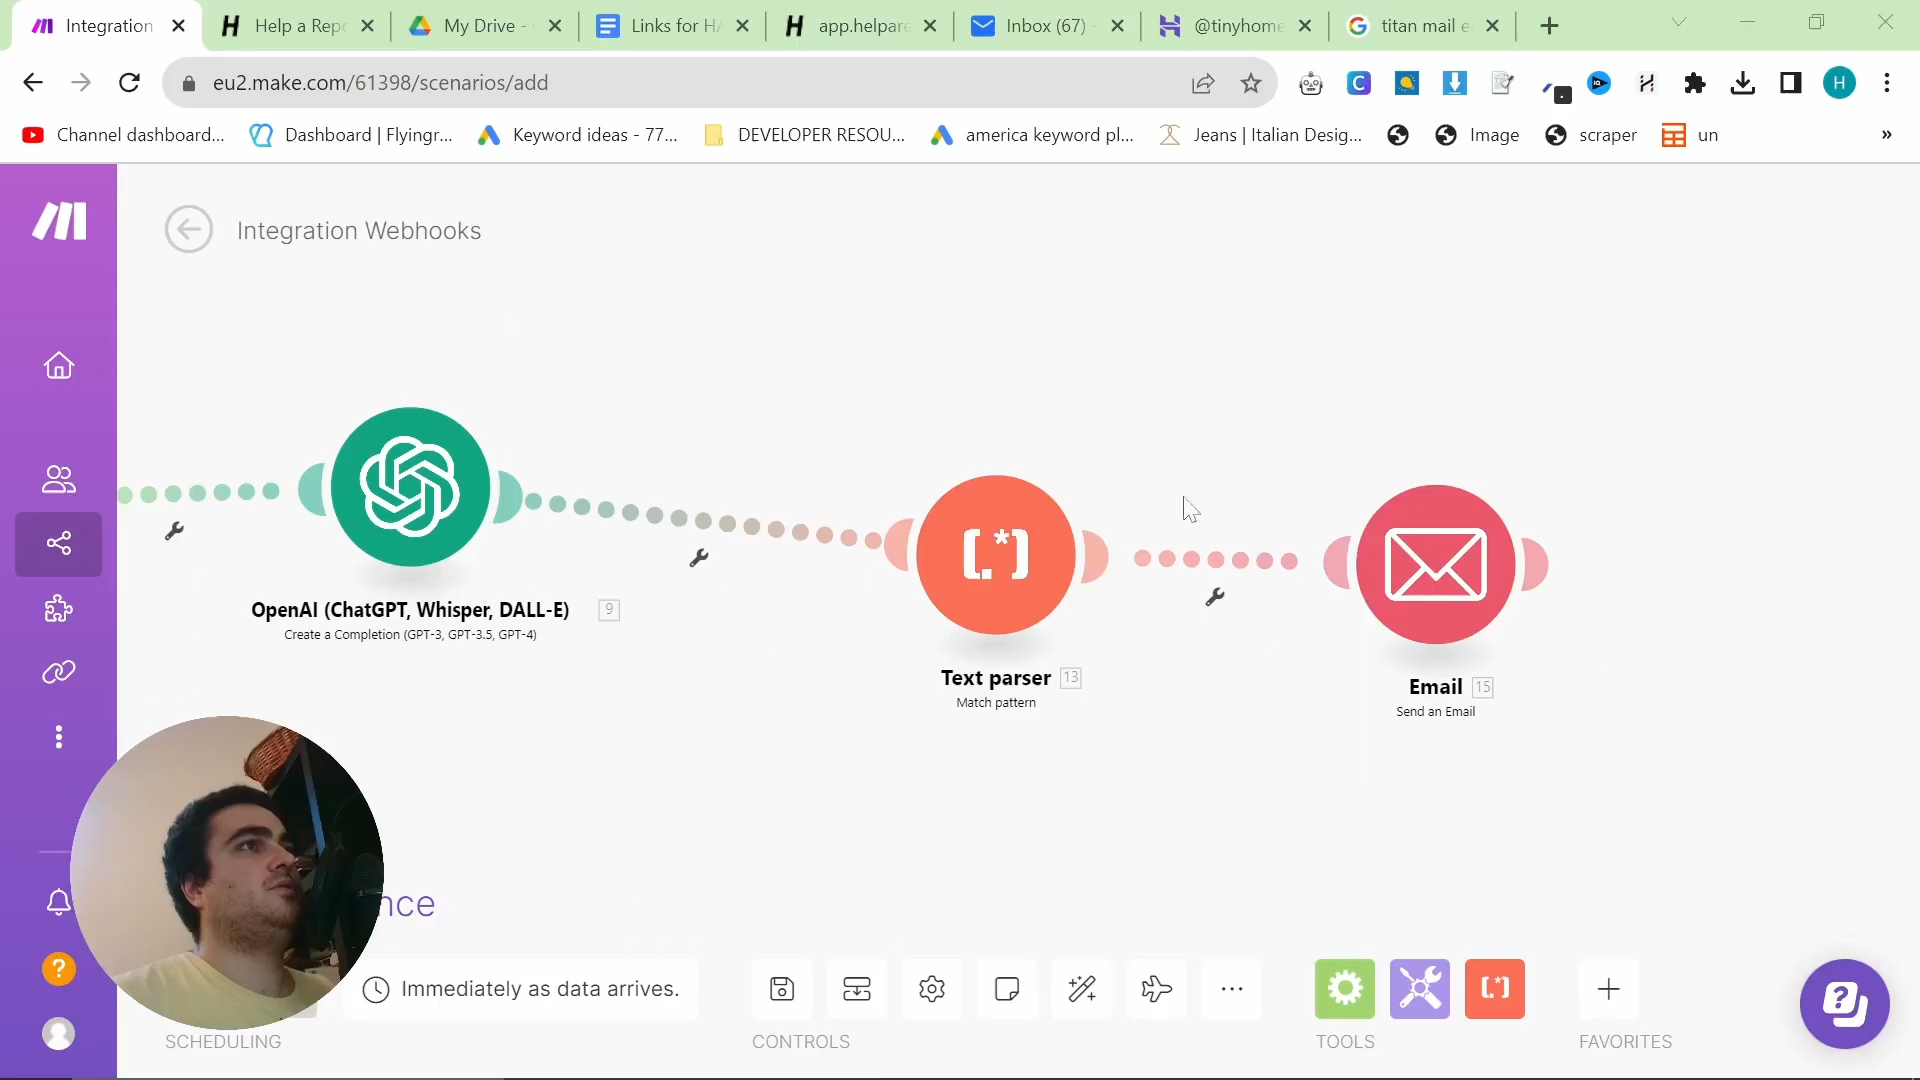 Integration
Help a Repo
My Drive -
Links for HA
app.helpare
Inbox (67) -
@tinyhome
titan mail e
eu2.make.com/61398/scenarios/add
H
Channel dashboard...
Dashboard | Flyingr...
Keyword ideas - 77...
DEVELOPER RESOU...
america keyword pl...
Jeans | Italian Desig...
Image
scraper
un
»
Integration Webhooks
OpenAI (ChatGPT, Whisper, DALL-E) 9
Create a Completion (GPT-3, GPT-3.5, GPT-4)
[.*]
Text parser 13
Match pattern
Email 15
Send an Email
nce
Immediately as data arrives.
SCHEDULING
CONTROLS
TOOLS
FAVORITES